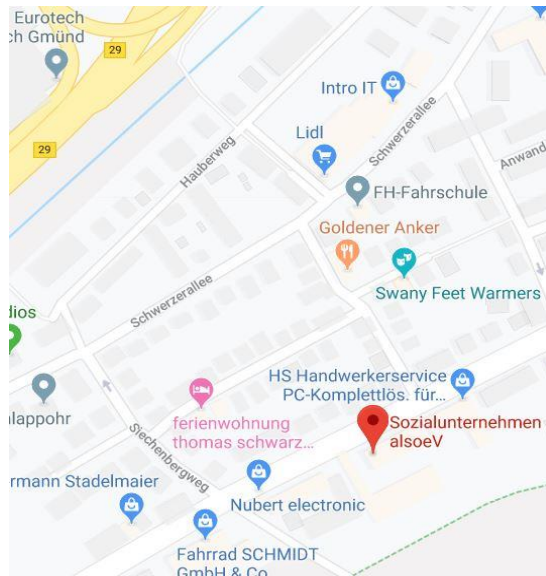 Eurotech
ch Gmünd
29
29
Intro IT
Lidl
Hauberweg
Schwerzerallee
Anwand
FH-Fahrschule
Goldener Anker
Swany Feet Warmers
Schwerzerallee
dios
HS Handwerkerservice
PC-Komplettlös. für...
alappohr
ferienwohnung
thomas schwarz...
Sozialunternehmen
alsoeV
Siechenbergweg
rmann Stadelmaier
Nubert electronic
Fahrrad SCHMIDT
GmbH & Co